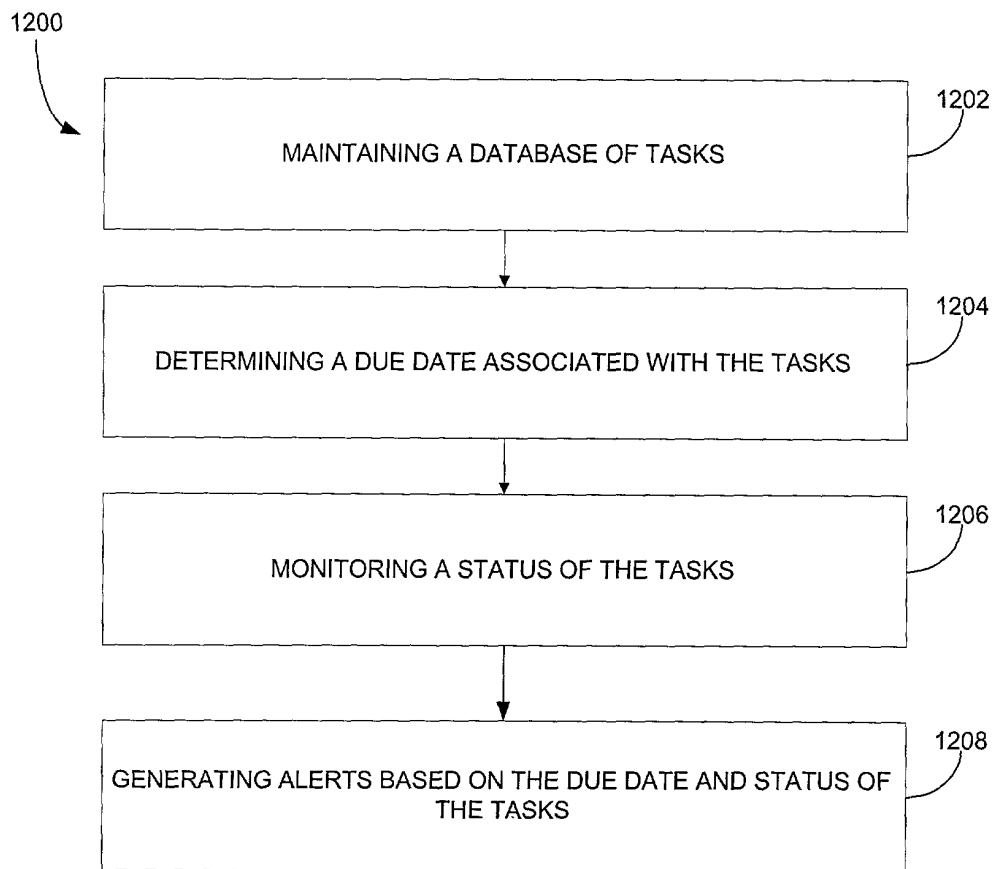 1200
1202
MAINTAINING A DATABASE OF TASKS
1204
DETERMINING A DUE DATE ASSOCIATED WITH THE TASKS
1206
MONITORING A STATUS OF THE TASKS
1208
GENERATING ALERTS BASED ON THE DUE DATE AND STATUS OF
THE TASKS